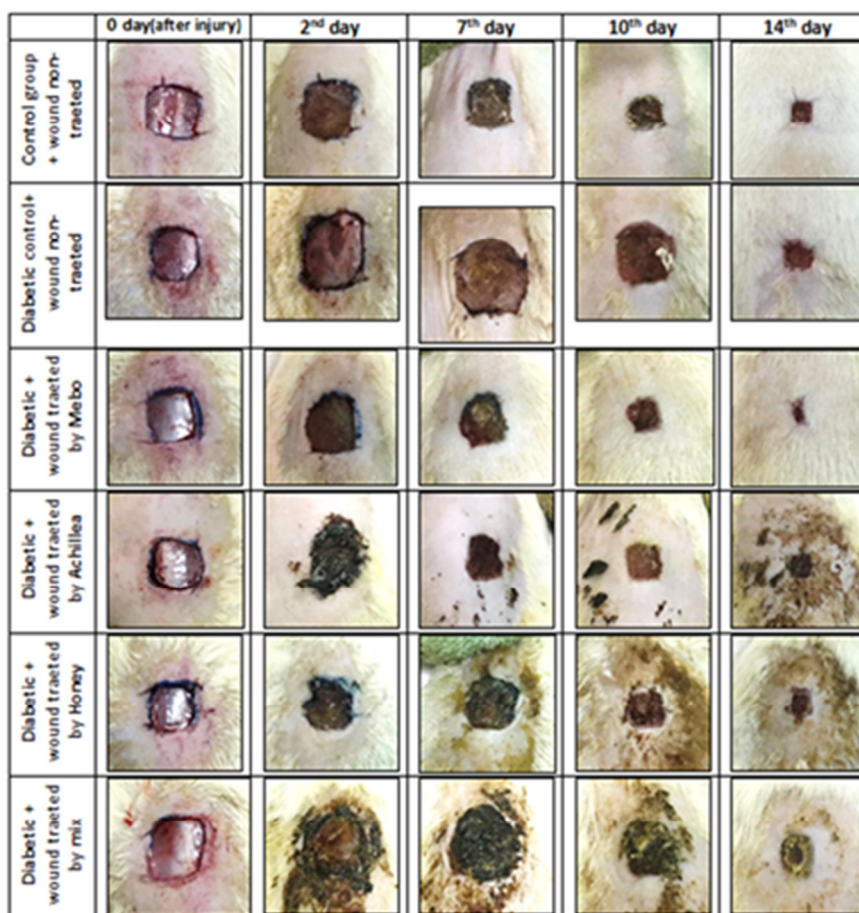 0 day(after injury) 2nd day 7th day 10th day 14th day
Control group
+ wound non-
traeted
Diabetic control+
wound non-
traeted
Diabetic +
wound traeted
by Mebo
Diabetic +
wound traeted
by Achillea
Diabetic +
wound traeted
by Honey
Diabetic +
wound traeted
by mix